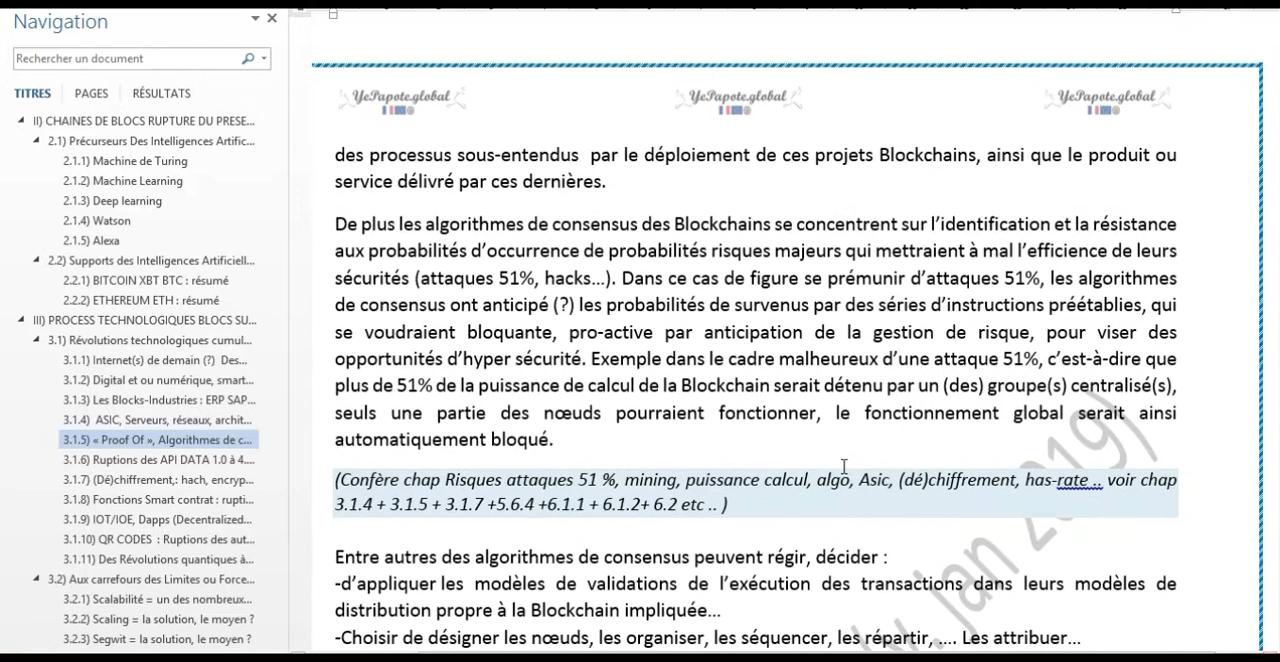 Navigation
Rechercher un document
TITRES PAGES RÉSULTATS
II) CHAINES DE BLOCS RUPTURE DU PRESE...
2.1) Précurseurs Des Intelligences Artific...
2.1.1) Machine de Turing
2.1.2) Machine Learning
2.1.3) Deep learning
2.1.4) Watson
2.1.5) Alexa
2.2) Supports des Intelligences Artificiell...
2.2.1) BITCOIN XBT BTC : résumé
2.2.2) ETHEREUM ETH : résumé
III) PROCESS TECHNOLOGIQUES BLOCS SU...
3.1) Révolutions technologiques cumul...
3.1.1) Internet(s) de demain (?) Des...
3.1.2) Digital et ou numérique, smart...
3.1.3) Les Blocks-Industries : ERP SAP...
3.1.4) ASIC, Serveurs, réseaux, archit...
3.1.5) « Proof Of », Algorithmes de c...
3.1.6) Ruptions des API DATA 1.0 à 4....
3.1.7) (Dé)chiffrement,: hach, encryp...
3.1.8) Fonctions Smart contrat : rupti...
3.1.9) IOT/IOE, Dapps (Decentralized...
3.1.10) QR CODES : Ruptions des aut...
3.1.11) Des Révolutions quantiques à...
3.2) Aux carrefours des Limites ou Force...
3.2.1) Scalabilité = un des nombreux...
3.2.2) Scaling = la solution, le moyen ?
3.2.3) Segwit = la solution, le moyen ?
YePapote.global YePapote.global YePapote.global
des processus sous-entendus par le déploiement de ces projets Blockchains, ainsi que le produit ou
service délivré par ces dernières.
De plus les algorithmes de consensus des Blockchains se concentrent sur l’identification et la résistance
aux probabilités d’occurrence de probabilités risques majeurs qui mettraient à mal l’efficience de leurs
sécurités (attaques 51%, hacks...). Dans ce cas de figure se prémunir d’attaques 51%, les algorithmes
de consensus ont anticipé (?) les probabilités de survenus par des séries d’instructions préétablies, qui
se voudraient bloquante, pro-active par anticipation de la gestion de risque, pour viser des
opportunités d’hyper sécurité. Exemple dans le cadre malheureux d’une attaque 51%, c’est-à-dire que
plus de 51% de la puissance de calcul de la Blockchain serait détenu par un (des) groupe(s) centralisé(s),
seuls une partie des nœuds pourraient fonctionner, le fonctionnement global serait ainsi
automatiquement bloqué.
(Confère chap Risques attaques 51 %, mining, puissance calcul, algo, Asic, (dé)chiffrement, has-rate .. voir chap
3.1.4 + 3.1.5 + 3.1.7 +5.6.4 +6.1.1 + 6.1.2+ 6.2 etc .. )
Entre autres des algorithmes de consensus peuvent régir, décider :
-d’appliquer les modèles de validations de l’exécution des transactions dans leurs modèles de
distribution propre à la Blockchain impliquée...
-Choisir de désigner les nœuds, les organiser, les séquencer, les répartir, .... Les attribuer...
jan 2019)